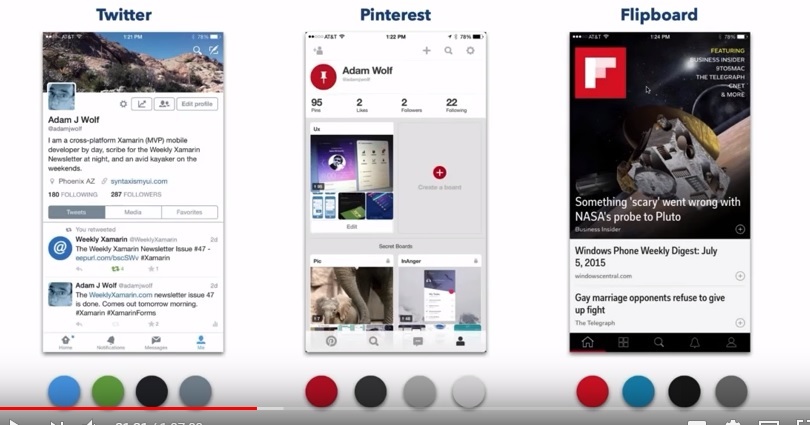 Twitter
AT&T 1:21 PM 78%
Edit profile
Adam J Wolf
@adamjwolf
I am a cross-platform Xamarin (MVP) mobile
developer by day, scribe for the Weekly Xamarin
Newsletter at night, and an avid kayaker on the
weekends.
Phoenix AZ syntaxismyui.com
180 FOLLOWING 287 FOLLOWERS
Tweets Media Favorites
You retweeted
Weekly Xamarin @WeeklyXamarin 2d
The Weekly Xamarin Newsletter Issue #47 -
eepurl.com/bscSWv #Xamarin
4 1
Adam J Wolf @adamjwolf 2d
The WeeklyXamarin.com newsletter issue 47
is done. Comes out tomorrow morning.
#Xamarin #XamarinForms
2
Home Notifications Messages Me
Pinterest
AT&T 1:22 PM 78%
Adam Wolf
95 2 2 22
Pins Likes Followers Following
Us
Edit
Create a board
Secret Boards
Pic
InAnger
Flipboard
AT&T 1:24 PM 78%
FEATURING
BUSINESS INSIDER
9TO5MAC
THE TELEGRAPH
CNET
& MORE
Something 'scary' went wrong with
NASA's probe to Pluto
Business Insider
Windows Phone Weekly Digest: July
5, 2015
windowscentral.com
Gay marriage opponents refuse to give
up fight
The Telegraph